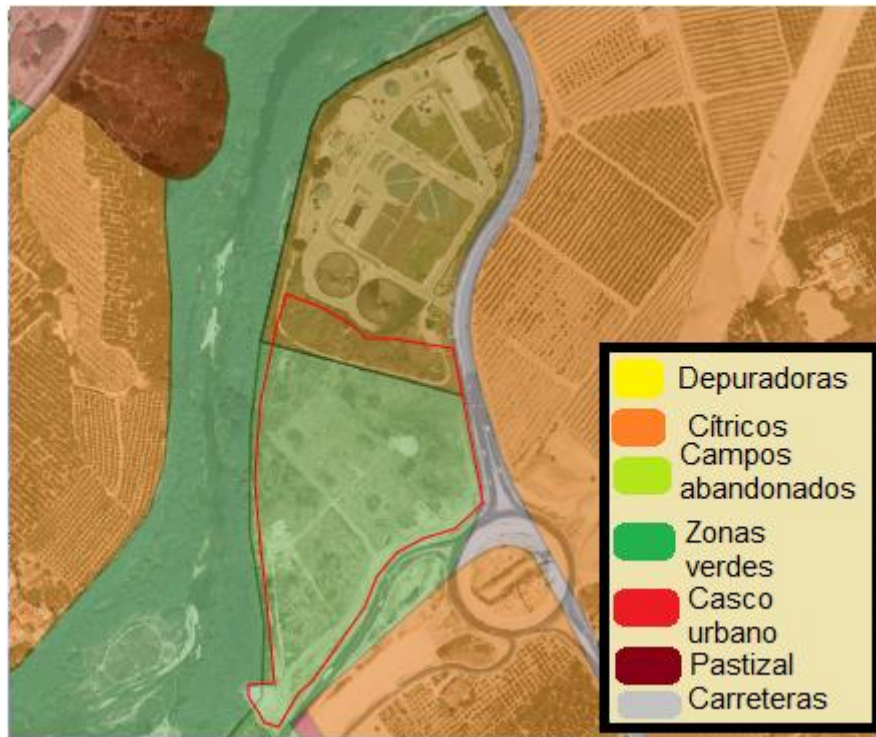 Depuradoras
Cítricos
Campos
abandonados
Zonas
verdes
Casco
urbano
Pastizal
Carreteras